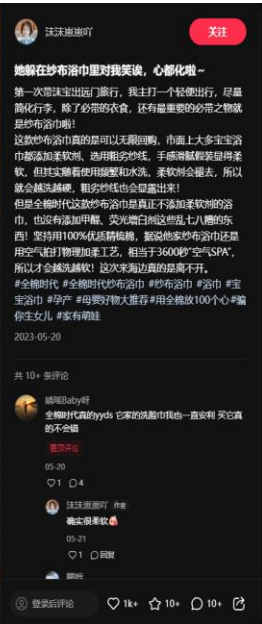 沫沫崽崽吖
关注
她躲在纱布浴巾里对我笑诶，心都化啦~
第一次带沫宝出远门旅行，我主打一个轻便出行，尽量
简化行李，除了必带的衣食，还有最重要的必带之物就
是纱布浴巾啦！
这款纱布浴巾真的是可以无限回购，市面上大多宝宝浴
巾都添加柔软剂、选用粗劣纱线，手感滑腻假装显得柔
软，但其实随着使用频繁和水洗，柔软剂会褪去，所以
就会越洗越硬，粗劣纱线也会显露出来！
但是全棉时代这款纱布浴巾是真正不添加柔软剂的浴
巾，也没有添加甲醛、荧光增白剂这些乱七八糟的东
西！坚持用100%优质精梳棉，据说他家纱布浴巾还是
用空气拍打物理加柔工艺，相当于3600秒“空气SPA”，
所以才会越洗越软！这次来海边真的是离不开。
#全棉时代 #全棉时代纱布浴巾 #纱布浴巾 #浴巾 #宝
宝浴巾 #孕产 #母婴好物大推荐 #用全棉放100个心 #骗
你生女儿 #家有萌娃
2023-05-20
共 10+ 条评论
婧瑶Baby呀
全棉时代真的yyds 它家的洗脸巾我也一直安利 买它真
的不会错
置顶评论
05-20
1 4
沫沫崽崽吖 作者
确实很柔软
05-21
1 回复
登录后评论 1k+ 10+ 10+